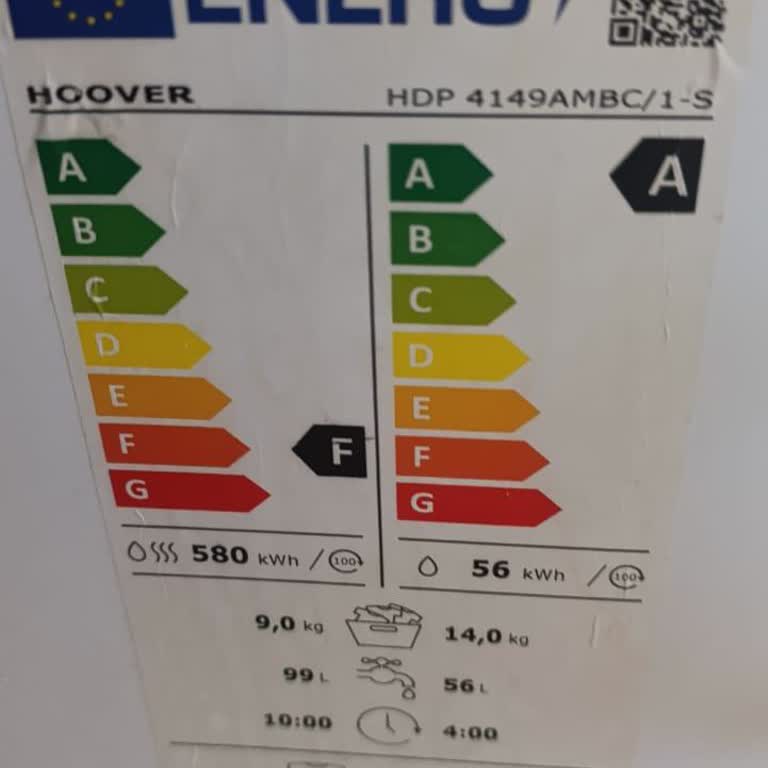 ENERG
HOOVER HDP 4149AMBC/1-S
A A A
B B
C C
D D
E E
F F F
G G
580 kWh / 100 56 kWh / 100
9,0 kg 14,0 kg
99 L 56 L
10:00 4:00